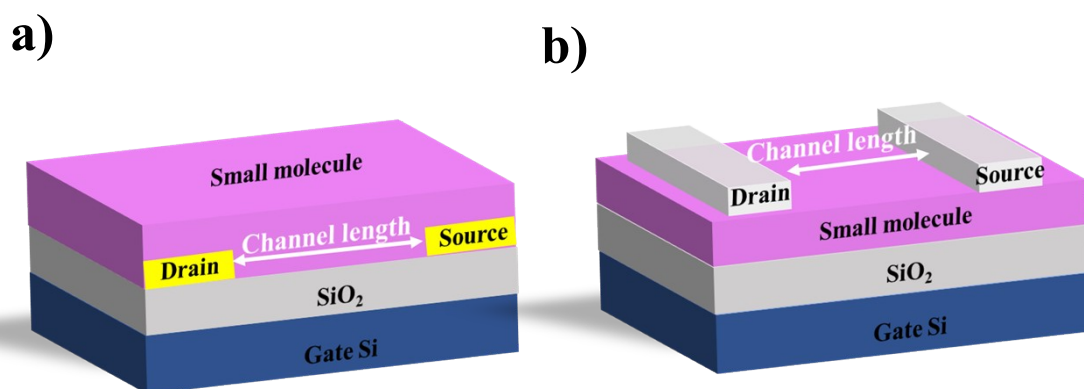 a)
Small molecule
Channel length
Drain
Source
SiO₂
Gate Si
b)
Channel length
Drain
Source
Small molecule
SiO₂
Gate Si